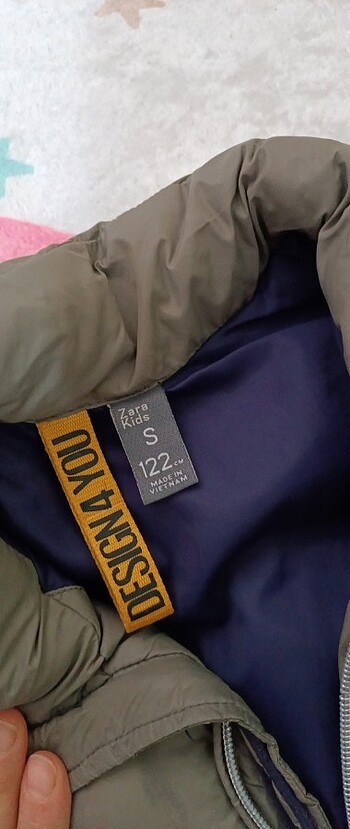 Zara
Kids
S
122 CM
MADE IN
VIETNAM
DESIGN 4 YOU